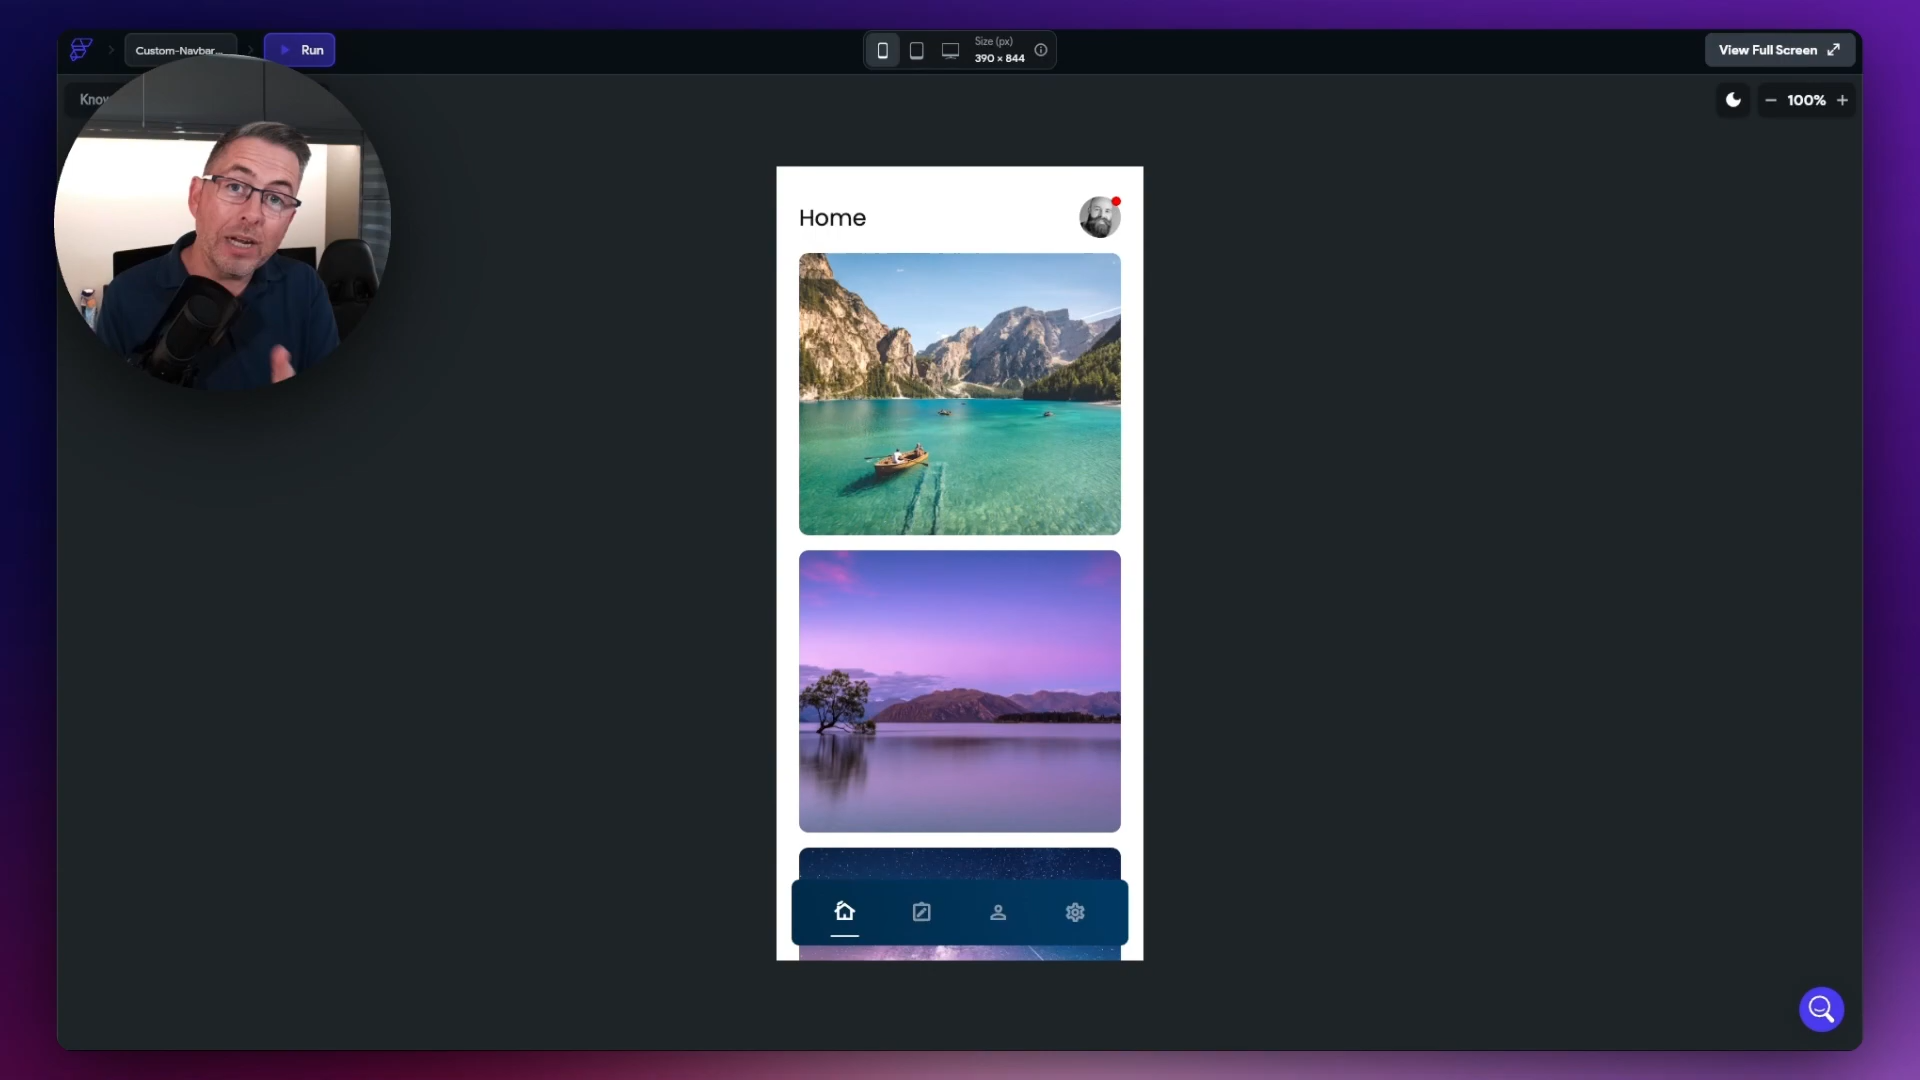 Custom-Navbar...
Run
Size (px)
390 × 844
View Full Screen
100%
Home